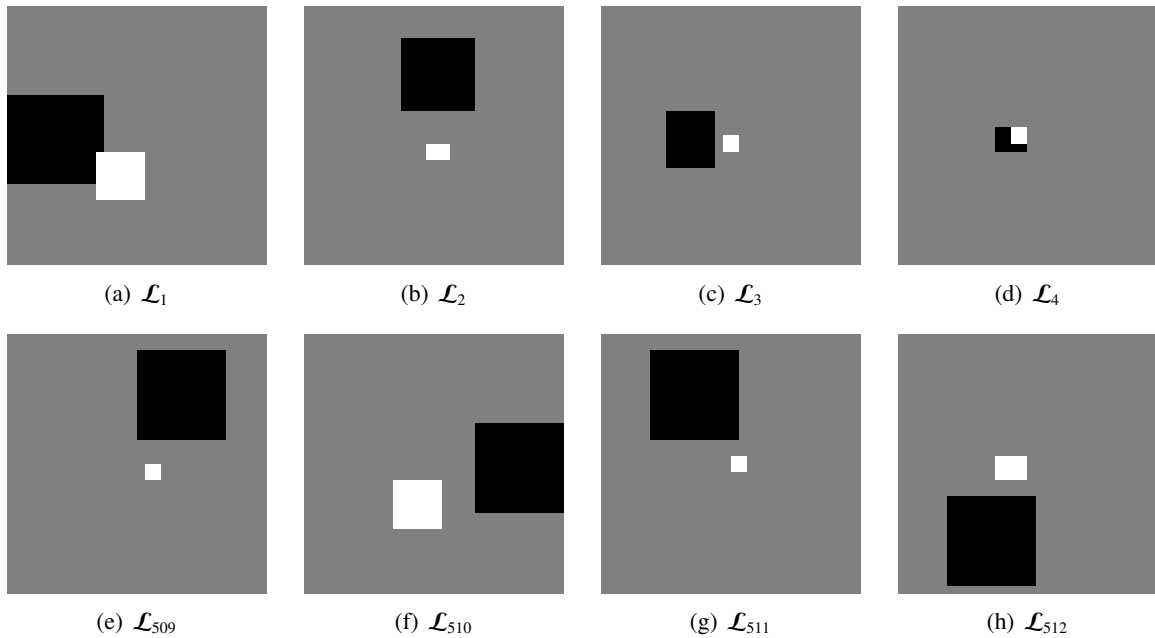 (a) 𝓛₁
(b) 𝓛₂
(c) 𝓛₃
(d) 𝓛₄
(e) 𝓛₅₀₉
(f) 𝓛₅₁₀
(g) 𝓛₅₁₁
(h) 𝓛₅₁₂